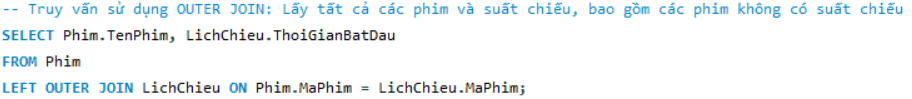 -- Truy vấn sử dụng OUTER JOIN: Lấy tất cả các phim và suất chiếu, bao gồm các phim không có suất chiếu
SELECT Phim.TenPhim, LichChieu.ThoiGianBatDau
FROM Phim
LEFT OUTER JOIN LichChieu ON Phim.MaPhim = LichChieu.MaPhim;